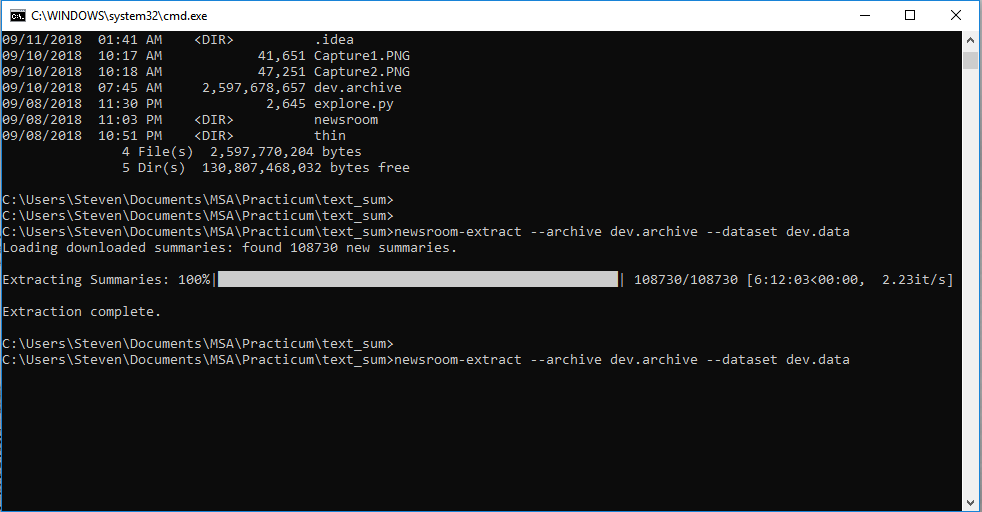 C:\WINDOWS\system32\cmd.exe
09/11/2018  01:41 AM    <DIR>          .idea
09/10/2018  10:17 AM            41,651 Capture1.PNG
09/10/2018  10:18 AM            47,251 Capture2.PNG
09/10/2018  07:45 AM     2,597,678,657 dev.archive
09/08/2018  11:30 PM             2,645 explore.py
09/08/2018  11:03 PM    <DIR>          newsroom
09/08/2018  10:51 PM    <DIR>          thin
               4 File(s)  2,597,770,204 bytes
               5 Dir(s)  130,807,468,032 bytes free
C:\Users\Steven\Documents\MSA\Practicum\text_sum>
C:\Users\Steven\Documents\MSA\Practicum\text_sum>
C:\Users\Steven\Documents\MSA\Practicum\text_sum>newsroom-extract --archive dev.archive --dataset dev.data
Loading downloaded summaries: found 108730 new summaries.
Extracting Summaries: 100%|| 108730/108730 [6:12:03<00:00,  2.23it/s]
Extraction complete.
C:\Users\Steven\Documents\MSA\Practicum\text_sum>
C:\Users\Steven\Documents\MSA\Practicum\text_sum>newsroom-extract --archive dev.archive --dataset dev.data